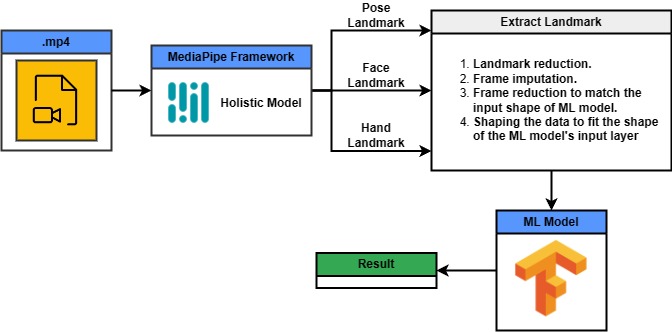 .mp4
MediaPipe Framework
Holistic Model
Pose
Landmark
Face
Landmark
Hand
Landmark
Extract Landmark
1. Landmark reduction.
2. Frame imputation.
3. Frame reduction to match the
input shape of ML model.
4. Shaping the data to fit the shape
of the ML model's input layer
ML Model
Result